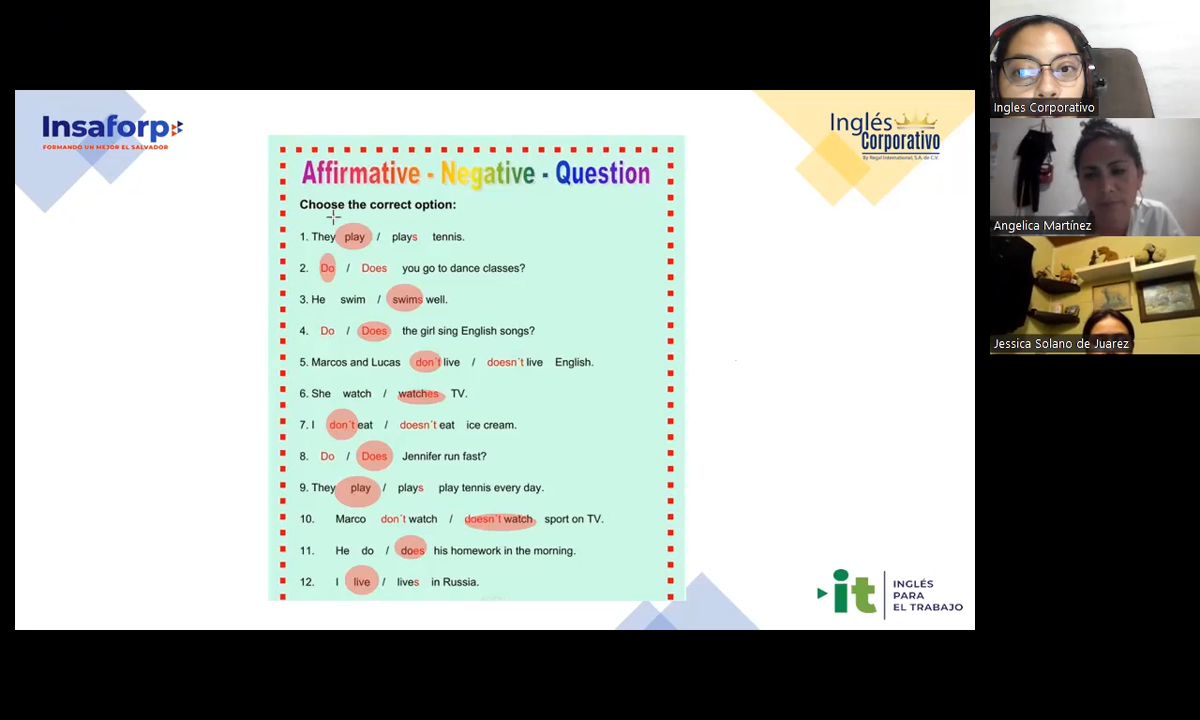 Insaforp
FORMANDO UN MEJOR EL SALVADOR
Inglés
Corporativo
By Regal International, S.A. de C.V.
Affirmative - Negative - Question
Choose the correct option:
1. They play / plays tennis.
2. Do / Does you go to dance classes?
3. He swim / swims well.
4. Do / Does the girl sing English songs?
5. Marcos and Lucas don´t live / doesn´t live English.
6. She watch / watches TV.
7. I don´t eat / doesn´t eat ice cream.
8. Do / Does Jennifer run fast?
9. They play / plays play tennis every day.
10. Marco don´t watch / doesn´t watch sport on TV.
11. He do / does his homework in the morning.
12. I live / lives in Russia.
it
INGLÉS
PARA
EL TRABAJO
Ingles Corporativo
Angelica Martínez
Jessica Solano de Juarez